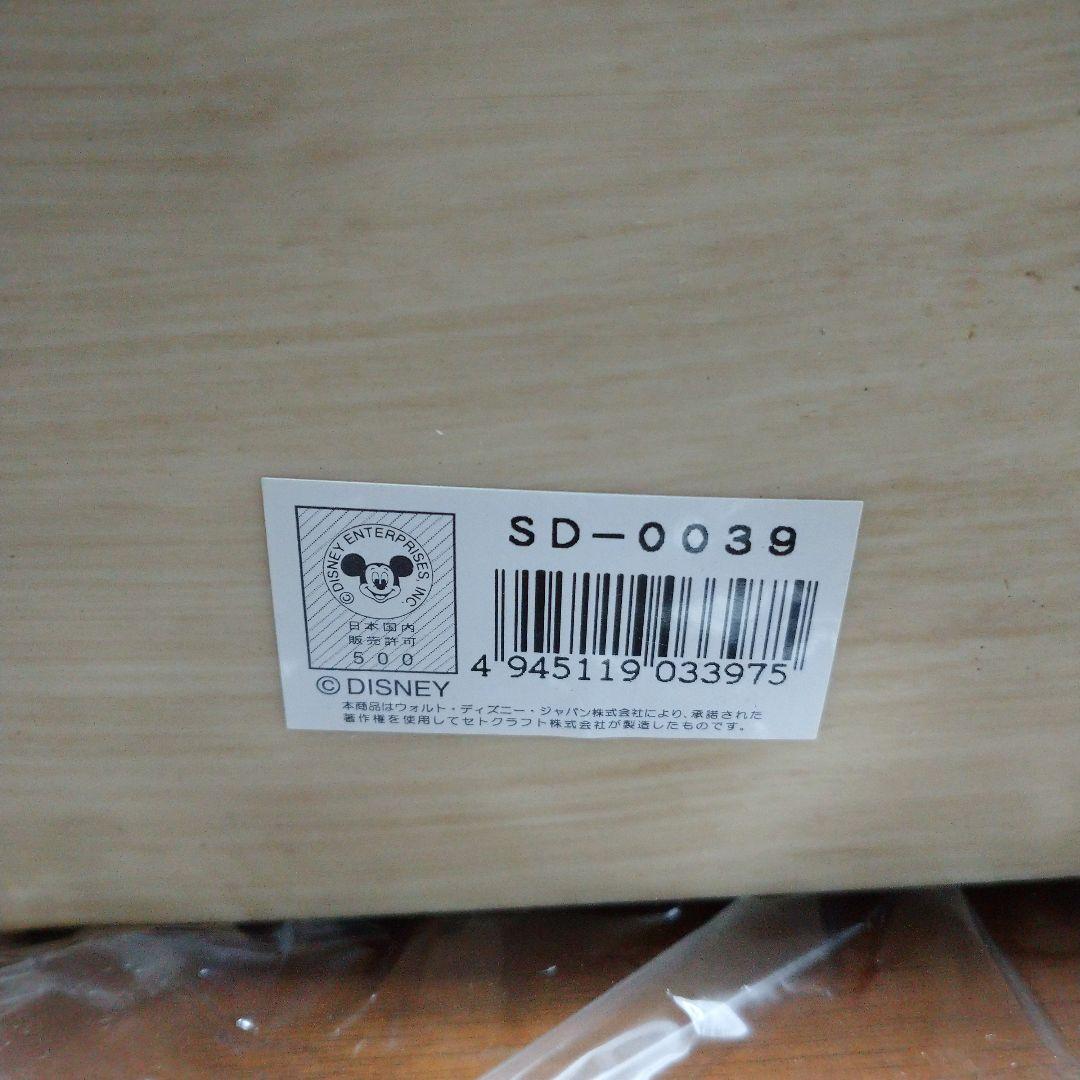 SD-0039
© DISNEY ENTERPRISES, INC.
日本国内
販売許可
500
4 945119 033975
© DISNEY
本商品はウォルト・ディズニー・ジャパン株式会社により、承諾された
著作権を使用してセトクラフト株式会社が製造したものです。